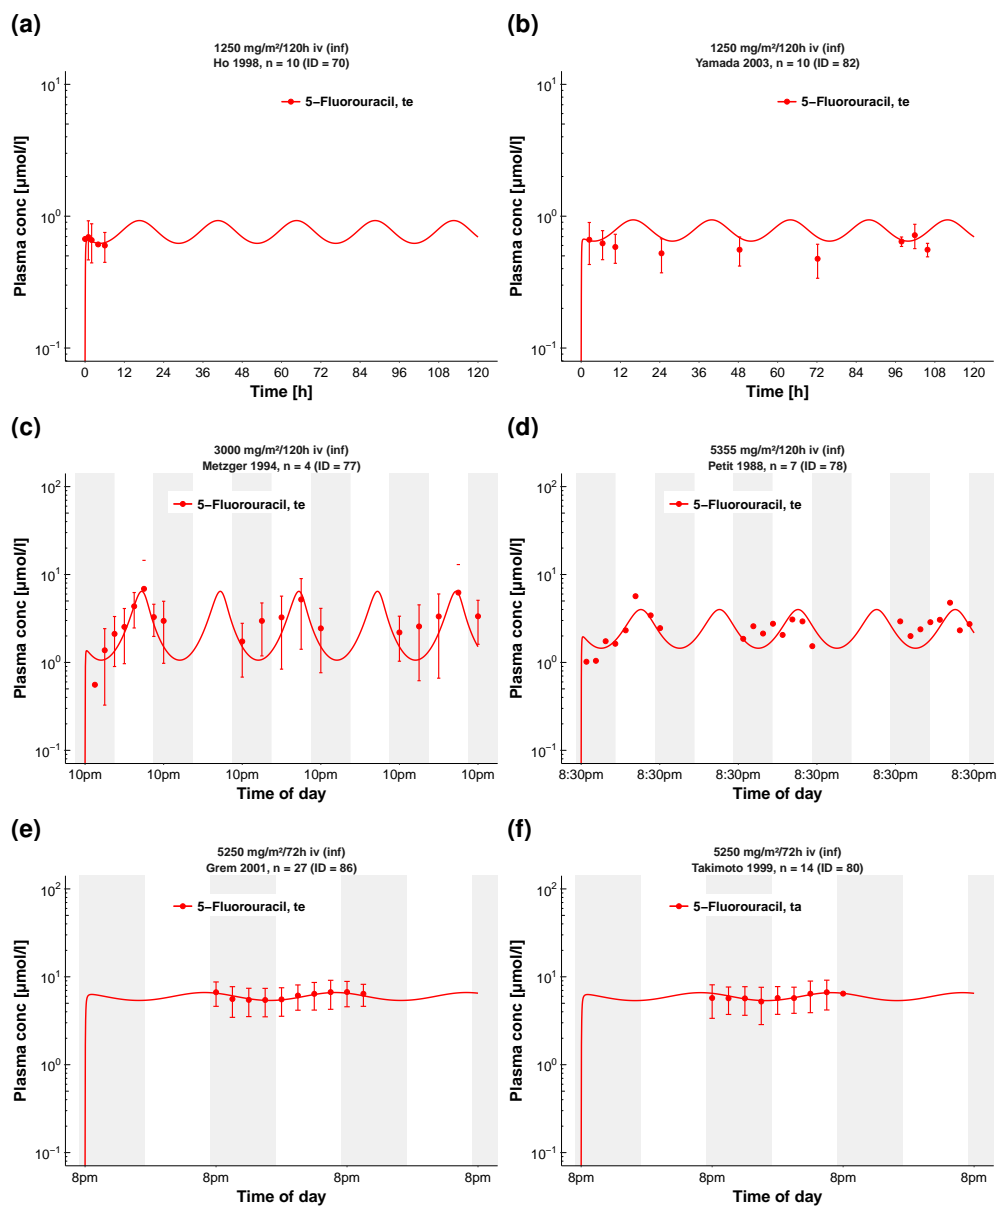 (a)
1250 mg/m²/120h iv (inf)
Ho 1998, n = 10 (ID = 70)
5−Fluorouracil, te
Plasma conc [µmol/l]
10¹
10⁰
10⁻¹
0 12 24 36 48 60 72 84 96 108 120
Time [h]
(b)
1250 mg/m²/120h iv (inf)
Yamada 2003, n = 10 (ID = 82)
5−Fluorouracil, te
Plasma conc [µmol/l]
10¹
10⁰
10⁻¹
0 12 24 36 48 60 72 84 96 108 120
Time [h]
(c)
3000 mg/m²/120h iv (inf)
Metzger 1994, n = 4 (ID = 77)
5−Fluorouracil, te
Plasma conc [µmol/l]
10²
10¹
10⁰
10⁻¹
10pm 10pm 10pm 10pm 10pm 10pm
Time of day
(d)
5355 mg/m²/120h iv (inf)
Petit 1988, n = 7 (ID = 78)
5−Fluorouracil, te
Plasma conc [µmol/l]
10²
10¹
10⁰
10⁻¹
8:30pm 8:30pm 8:30pm 8:30pm 8:30pm 8:30pm
Time of day
(e)
5250 mg/m²/72h iv (inf)
Grem 2001, n = 27 (ID = 86)
5−Fluorouracil, te
Plasma conc [µmol/l]
10²
10¹
10⁰
10⁻¹
8pm 8pm 8pm 8pm
Time of day
(f)
5250 mg/m²/72h iv (inf)
Takimoto 1999, n = 14 (ID = 80)
5−Fluorouracil, ta
Plasma conc [µmol/l]
10²
10¹
10⁰
10⁻¹
8pm 8pm 8pm 8pm
Time of day